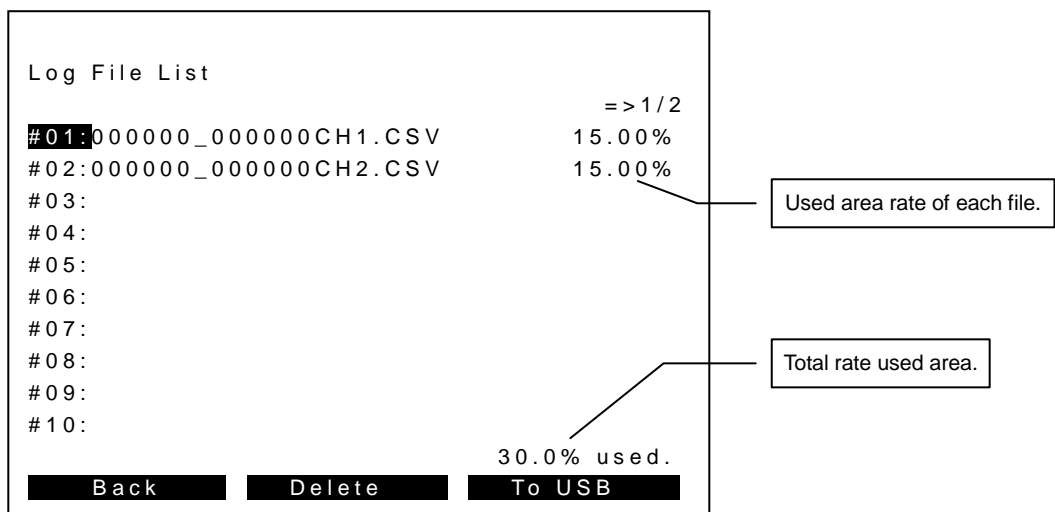 Log File List
=>1/2
#01:000000_000000CH1.CSV 15.00%
#02:000000_000000CH2.CSV 15.00%
#03:
Used area rate of each file.
#04:
#05:
#06:
#07:
#08:
Total rate used area.
#09:
#10:
30.0% used.
Back Delete To USB